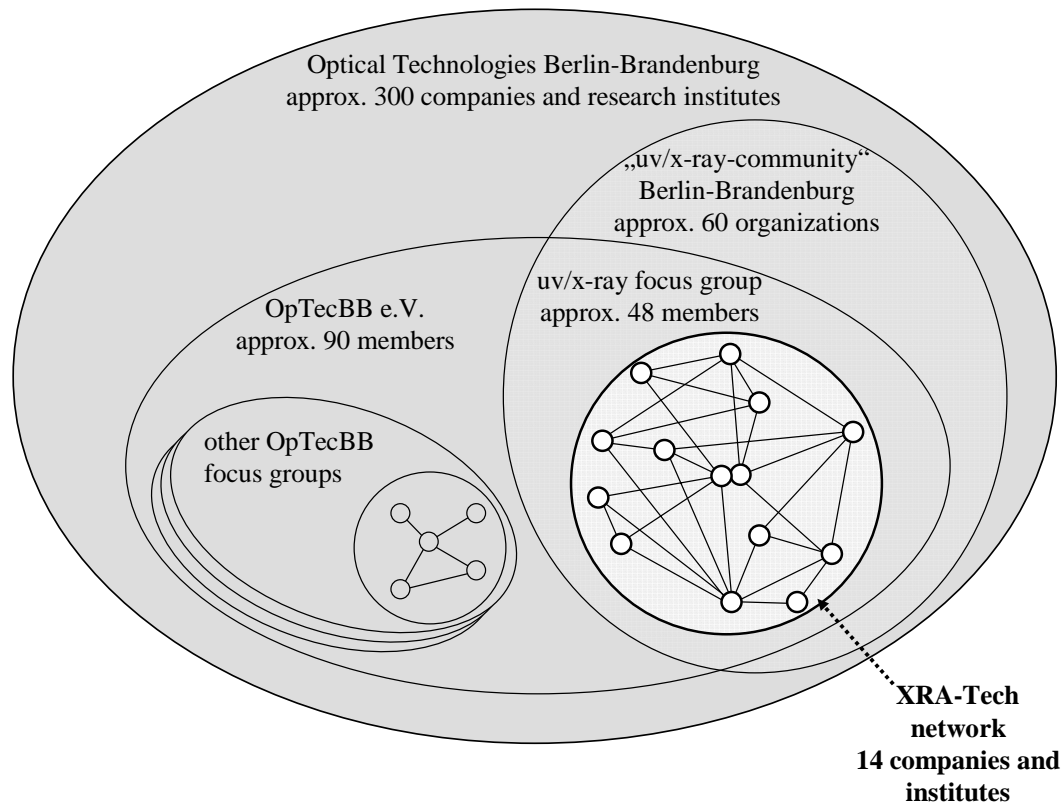 Optical Technologies Berlin-Brandenburg
approx. 300 companies and research institutes
„uv/x-ray-community“
Berlin-Brandenburg
approx. 60 organizations
uv/x-ray focus group
approx. 48 members
OpTecBB e.V.
approx. 90 members
other OpTecBB
focus groups
XRA-Tech
network
14 companies and
institutes